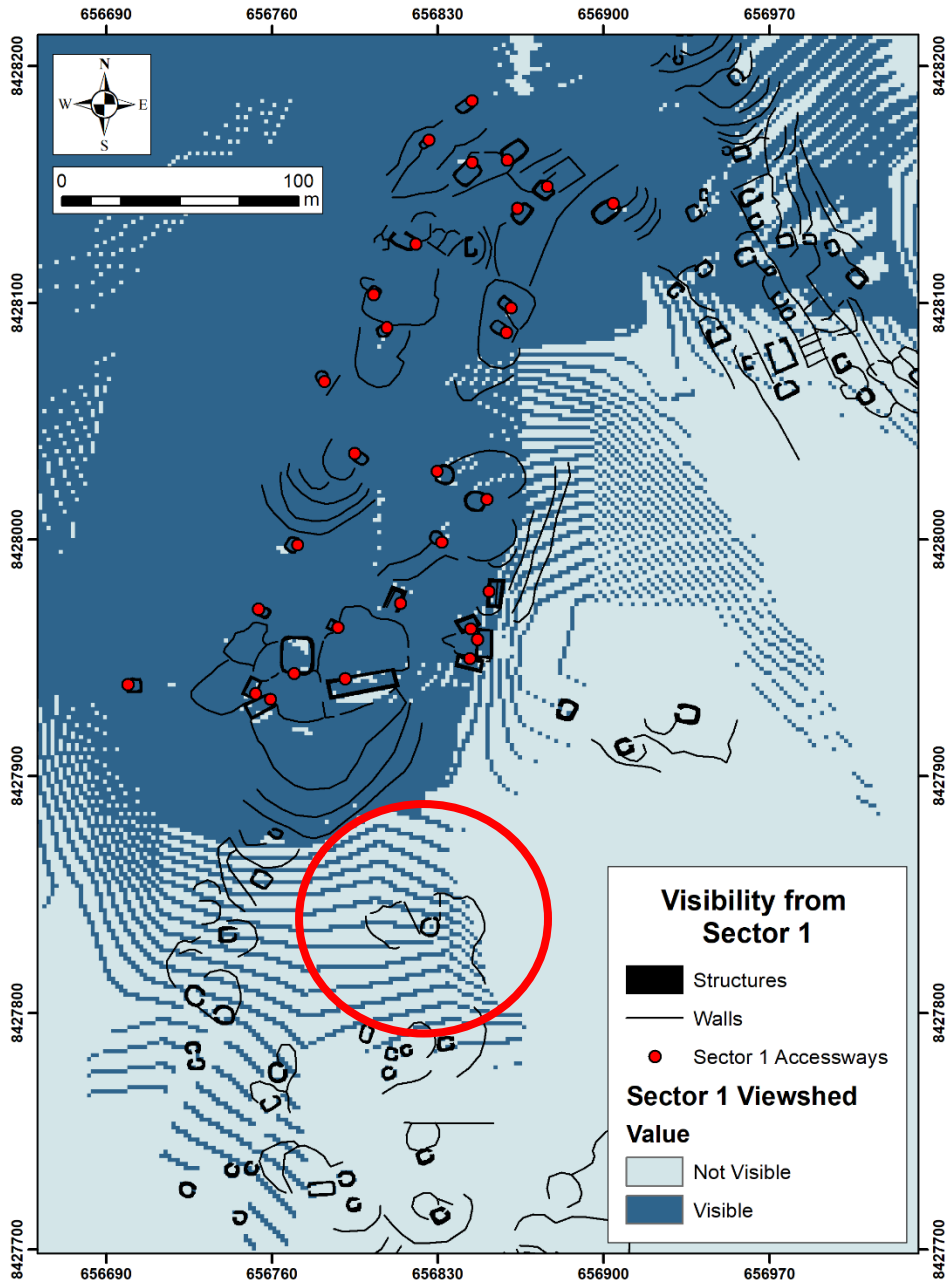 656690 656760 656830 656900 656970
8428200 8428200
N
W E
S
0 100
m
8428100 8428100
8428000 8428000
8427900 8427900
8427800 8427800
8427700 8427700
Visibility from
Sector 1
Structures
Walls
Sector 1 Accessways
Sector 1 Viewshed
Value
Not Visible
Visible
656690 656760 656830 656900 656970